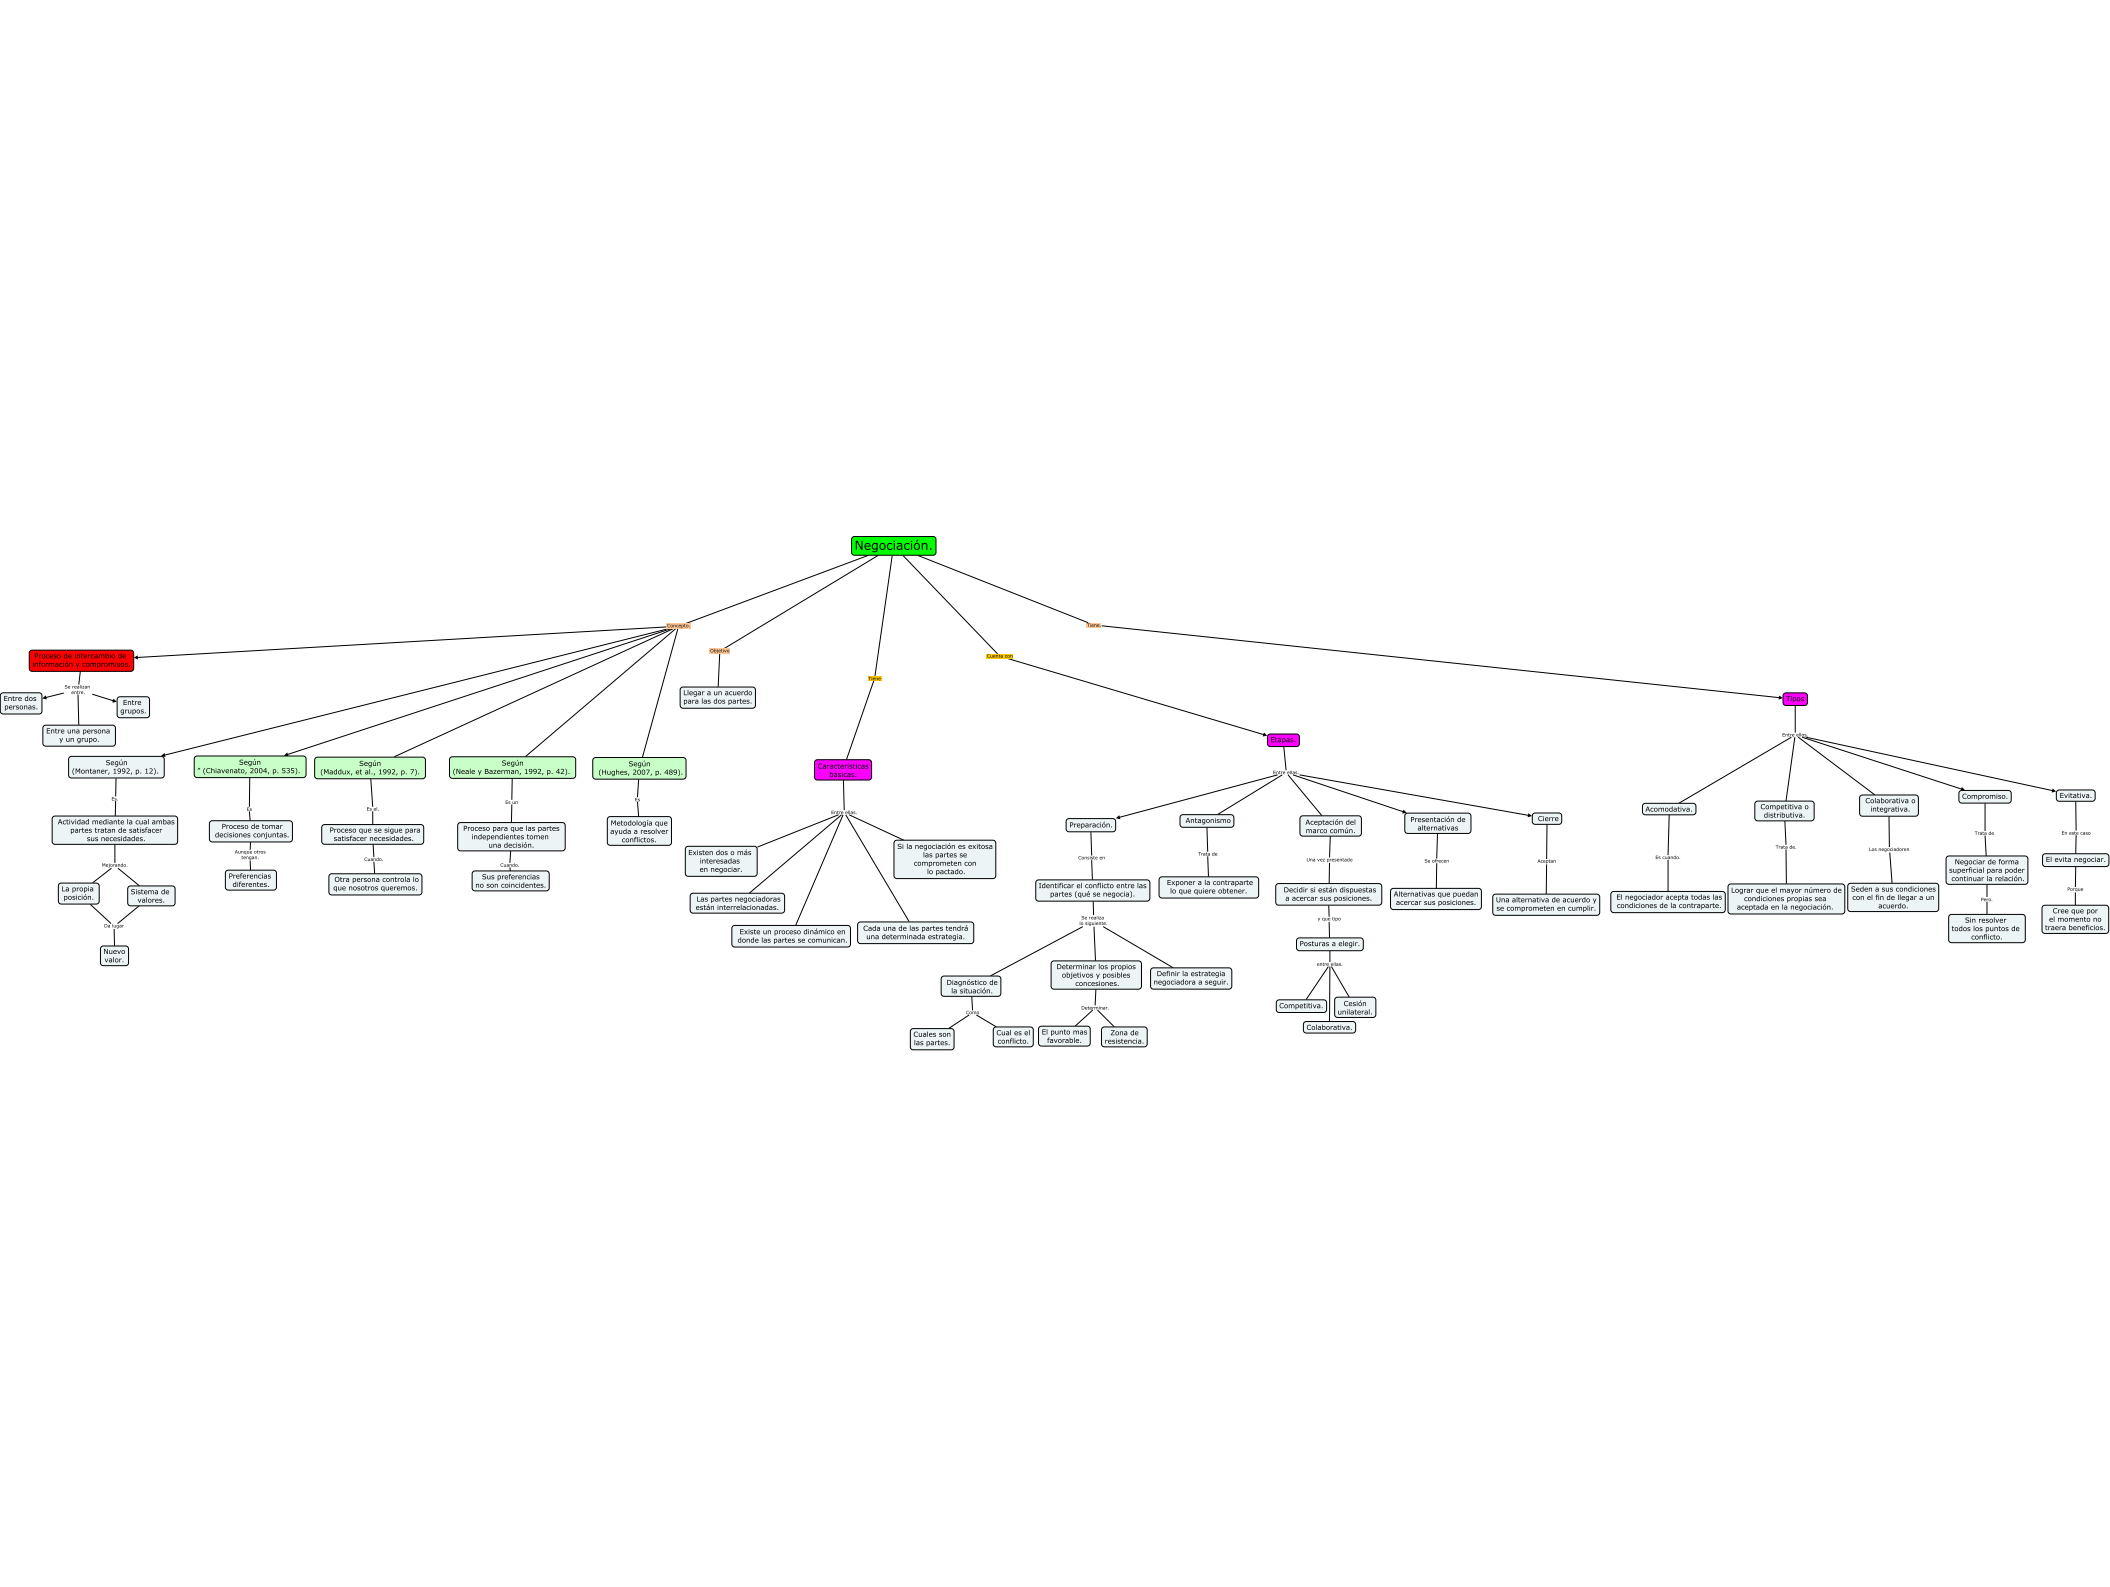 Negociación.
Concepto.
Proceso de intercambio de
información y compromisos.
Se realizan
entre.
Entre dos
personas.
Entre
grupos.
Entre una persona
y un grupo.
Según
(Montaner, 1992, p. 12).
Es.
Actividad mediante la cual ambas
partes tratan de satisfacer
sus necesidades.
Mejorando.
La propia
posición.
Sistema de
valores.
Da lugar
Nuevo
valor.
Según
" (Chiavenato, 2004, p. 535).
Es
Proceso de tomar
decisiones conjuntas.
Aunque otros
tengan.
Preferencias
diferentes.
Según
(Maddux, et al., 1992, p. 7).
Es el.
Proceso que se sigue para
satisfacer necesidades.
Cuando.
Otra persona controla lo
que nosotros queremos.
Según
(Neale y Bazerman, 1992, p. 42).
Es un
Proceso para que las partes
independientes tomen
una decisión.
Cuando.
Sus preferencias
no son coincidentes.
Según
(Hughes, 2007, p. 489).
Es
Metodología que
ayuda a resolver
conflictos.
Objetivo
Llegar a un acuerdo
para las dos partes.
Tiene
Caracteristicas
básicas.
Entre ellas.
Existen dos o más
interesadas
en negociar.
Las partes negociadoras
están interrelacionadas.
Existe un proceso dinámico en
donde las partes se comunican.
Cada una de las partes tendrá
una determinada estrategia.
Si la negociación es exitosa
las partes se
comprometen con
lo pactado.
Cuenta con
Etapas.
Entre ellas.
Preparación.
Consiste en
Identificar el conflicto entre las
partes (qué se negocia).
Se realiza
lo siguiente.
Diagnóstico de
la situación.
Como
Cuales son
las partes.
Cual es el
conflicto.
Determinar los propios
objetivos y posibles
concesiones.
Determinar.
El punto mas
favorable.
Zona de
resistencia.
Definir la estrategia
negociadora a seguir.
Antagonismo
Trata de
Exponer a la contraparte
lo que quiere obtener.
Aceptación del
marco común.
Una vez presentade
Decidir si están dispuestas
a acercar sus posiciones.
y que tipo
Posturas a elegir.
entre ellas.
Competitiva.
Cesión
unilateral.
Colaborativa.
Presentación de
alternativas
Se ofrecen
Alternativas que puedan
acercar sus posiciones.
Cierre
Aceptan
Una alternativa de acuerdo y
se comprometen en cumplir.
Tiene.
Tipos
Entre ellos.
Acomodativa.
Es cuando.
El negociador acepta todas las
condiciones de la contraparte.
Competitiva o
distributiva.
Trata de.
Lograr que el mayor número de
condiciones propias sea
aceptada en la negociación.
Colaborativa o
integrativa.
Los negociadores
Seden a sus condiciones
con el fin de llegar a un
acuerdo.
Compromiso.
Trata de
Negociar de forma
superficial para poder
continuar la relación.
Pero.
Sin resolver
todos los puntos de
conflicto.
Evitativa.
En este caso
El evita negociar.
Porque
Cree que por
el momento no
traera beneficios.